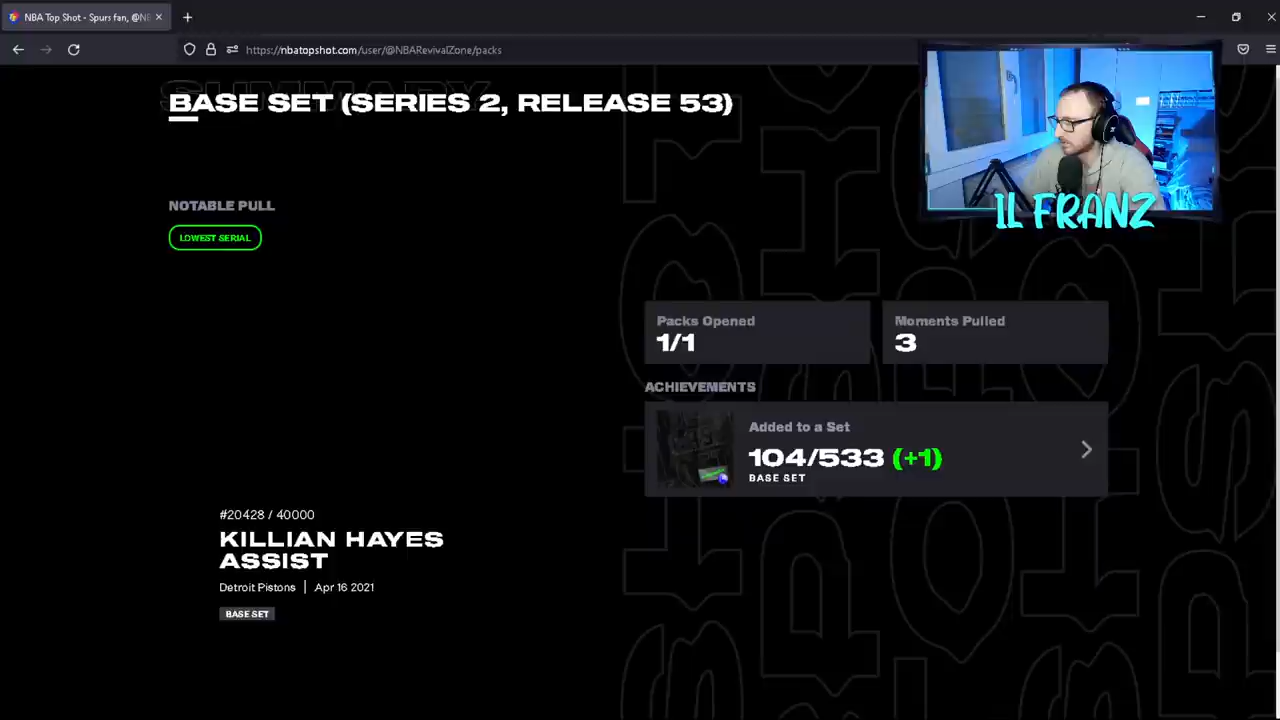 NBA Top Shot - Spurs fan, @NB
https://nbatopshot.com/user/@NBARevivalZone/packs
SUMMARY
BASE SET (SERIES 2, RELEASE 53)
IL FRANZ
NOTABLE PULL
LOWEST SERIAL
Packs Opened
1/1
Moments Pulled
3
ACHIEVEMENTS
Added to a Set
104/533 (+1)
BASE SET
#20428 / 40000
KILLIAN HAYES
ASSIST
Detroit Pistons | Apr 16 2021
BASE SET